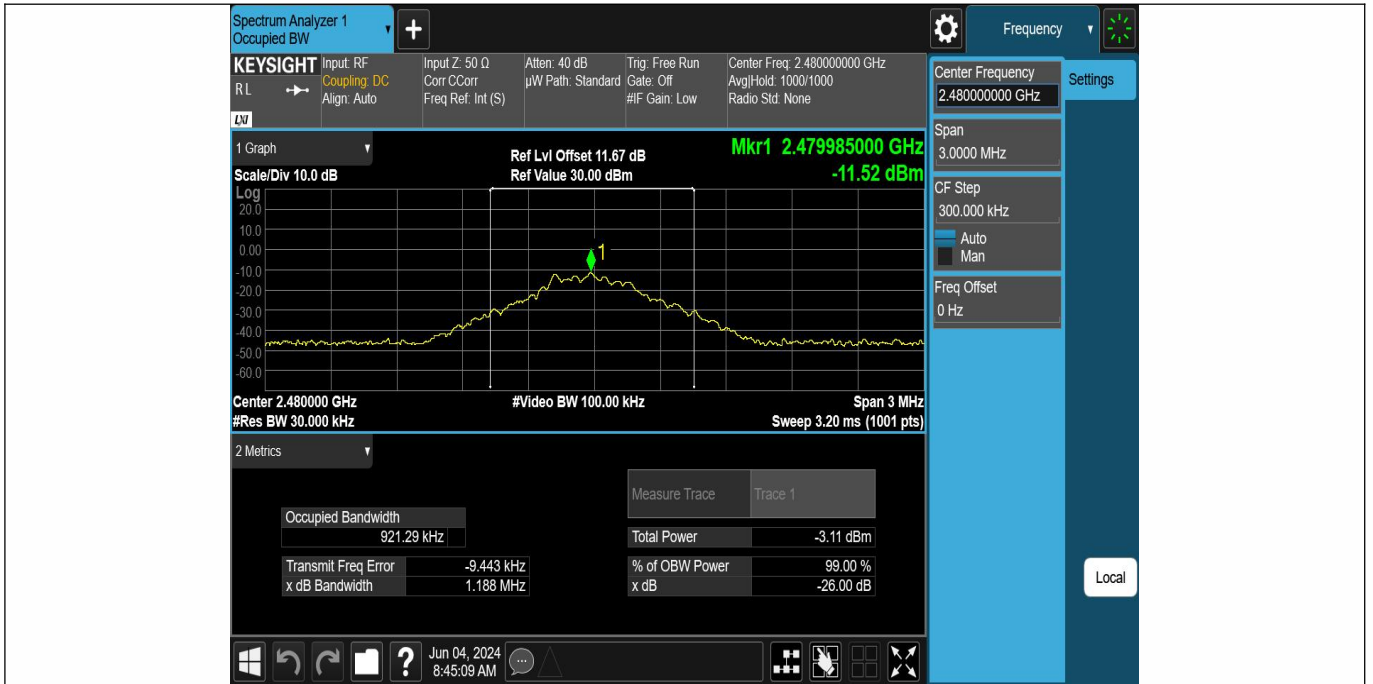 Spectrum Analyzer 1
Occupied BW
+
Frequency
KEYSIGHT
RL
LXI
Input: RF
Coupling: DC
Align: Auto
Input Z: 50 Ω
Corr CCorr
Freq Ref: Int (S)
Atten: 40 dB
µW Path: Standard
Trig: Free Run
Gate: Off
#IF Gain: Low
Center Freq: 2.480000000 GHz
Avg|Hold: 1000/1000
Radio Std: None
Center Frequency
2.480000000 GHz
Settings
Span
3.0000 MHz
CF Step
300.000 kHz
Auto
Man
Freq Offset
0 Hz
Local
1 Graph
Scale/Div 10.0 dB
Ref Lvl Offset 11.67 dB
Ref Value 30.00 dBm
Mkr1 2.479985000 GHz
-11.52 dBm
Log
20.0
10.0
0.00
-10.0
-20.0
-30.0
-40.0
-50.0
-60.0
1
Center 2.480000 GHz
#Res BW 30.000 kHz
#Video BW 100.00 kHz
Span 3 MHz
Sweep 3.20 ms (1001 pts)
2 Metrics
Measure Trace Trace 1
Occupied Bandwidth
921.29 kHz
Total Power -3.11 dBm
Transmit Freq Error -9.443 kHz
% of OBW Power 99.00 %
x dB Bandwidth 1.188 MHz
x dB -26.00 dB
?
Jun 04, 2024
8:45:09 AM